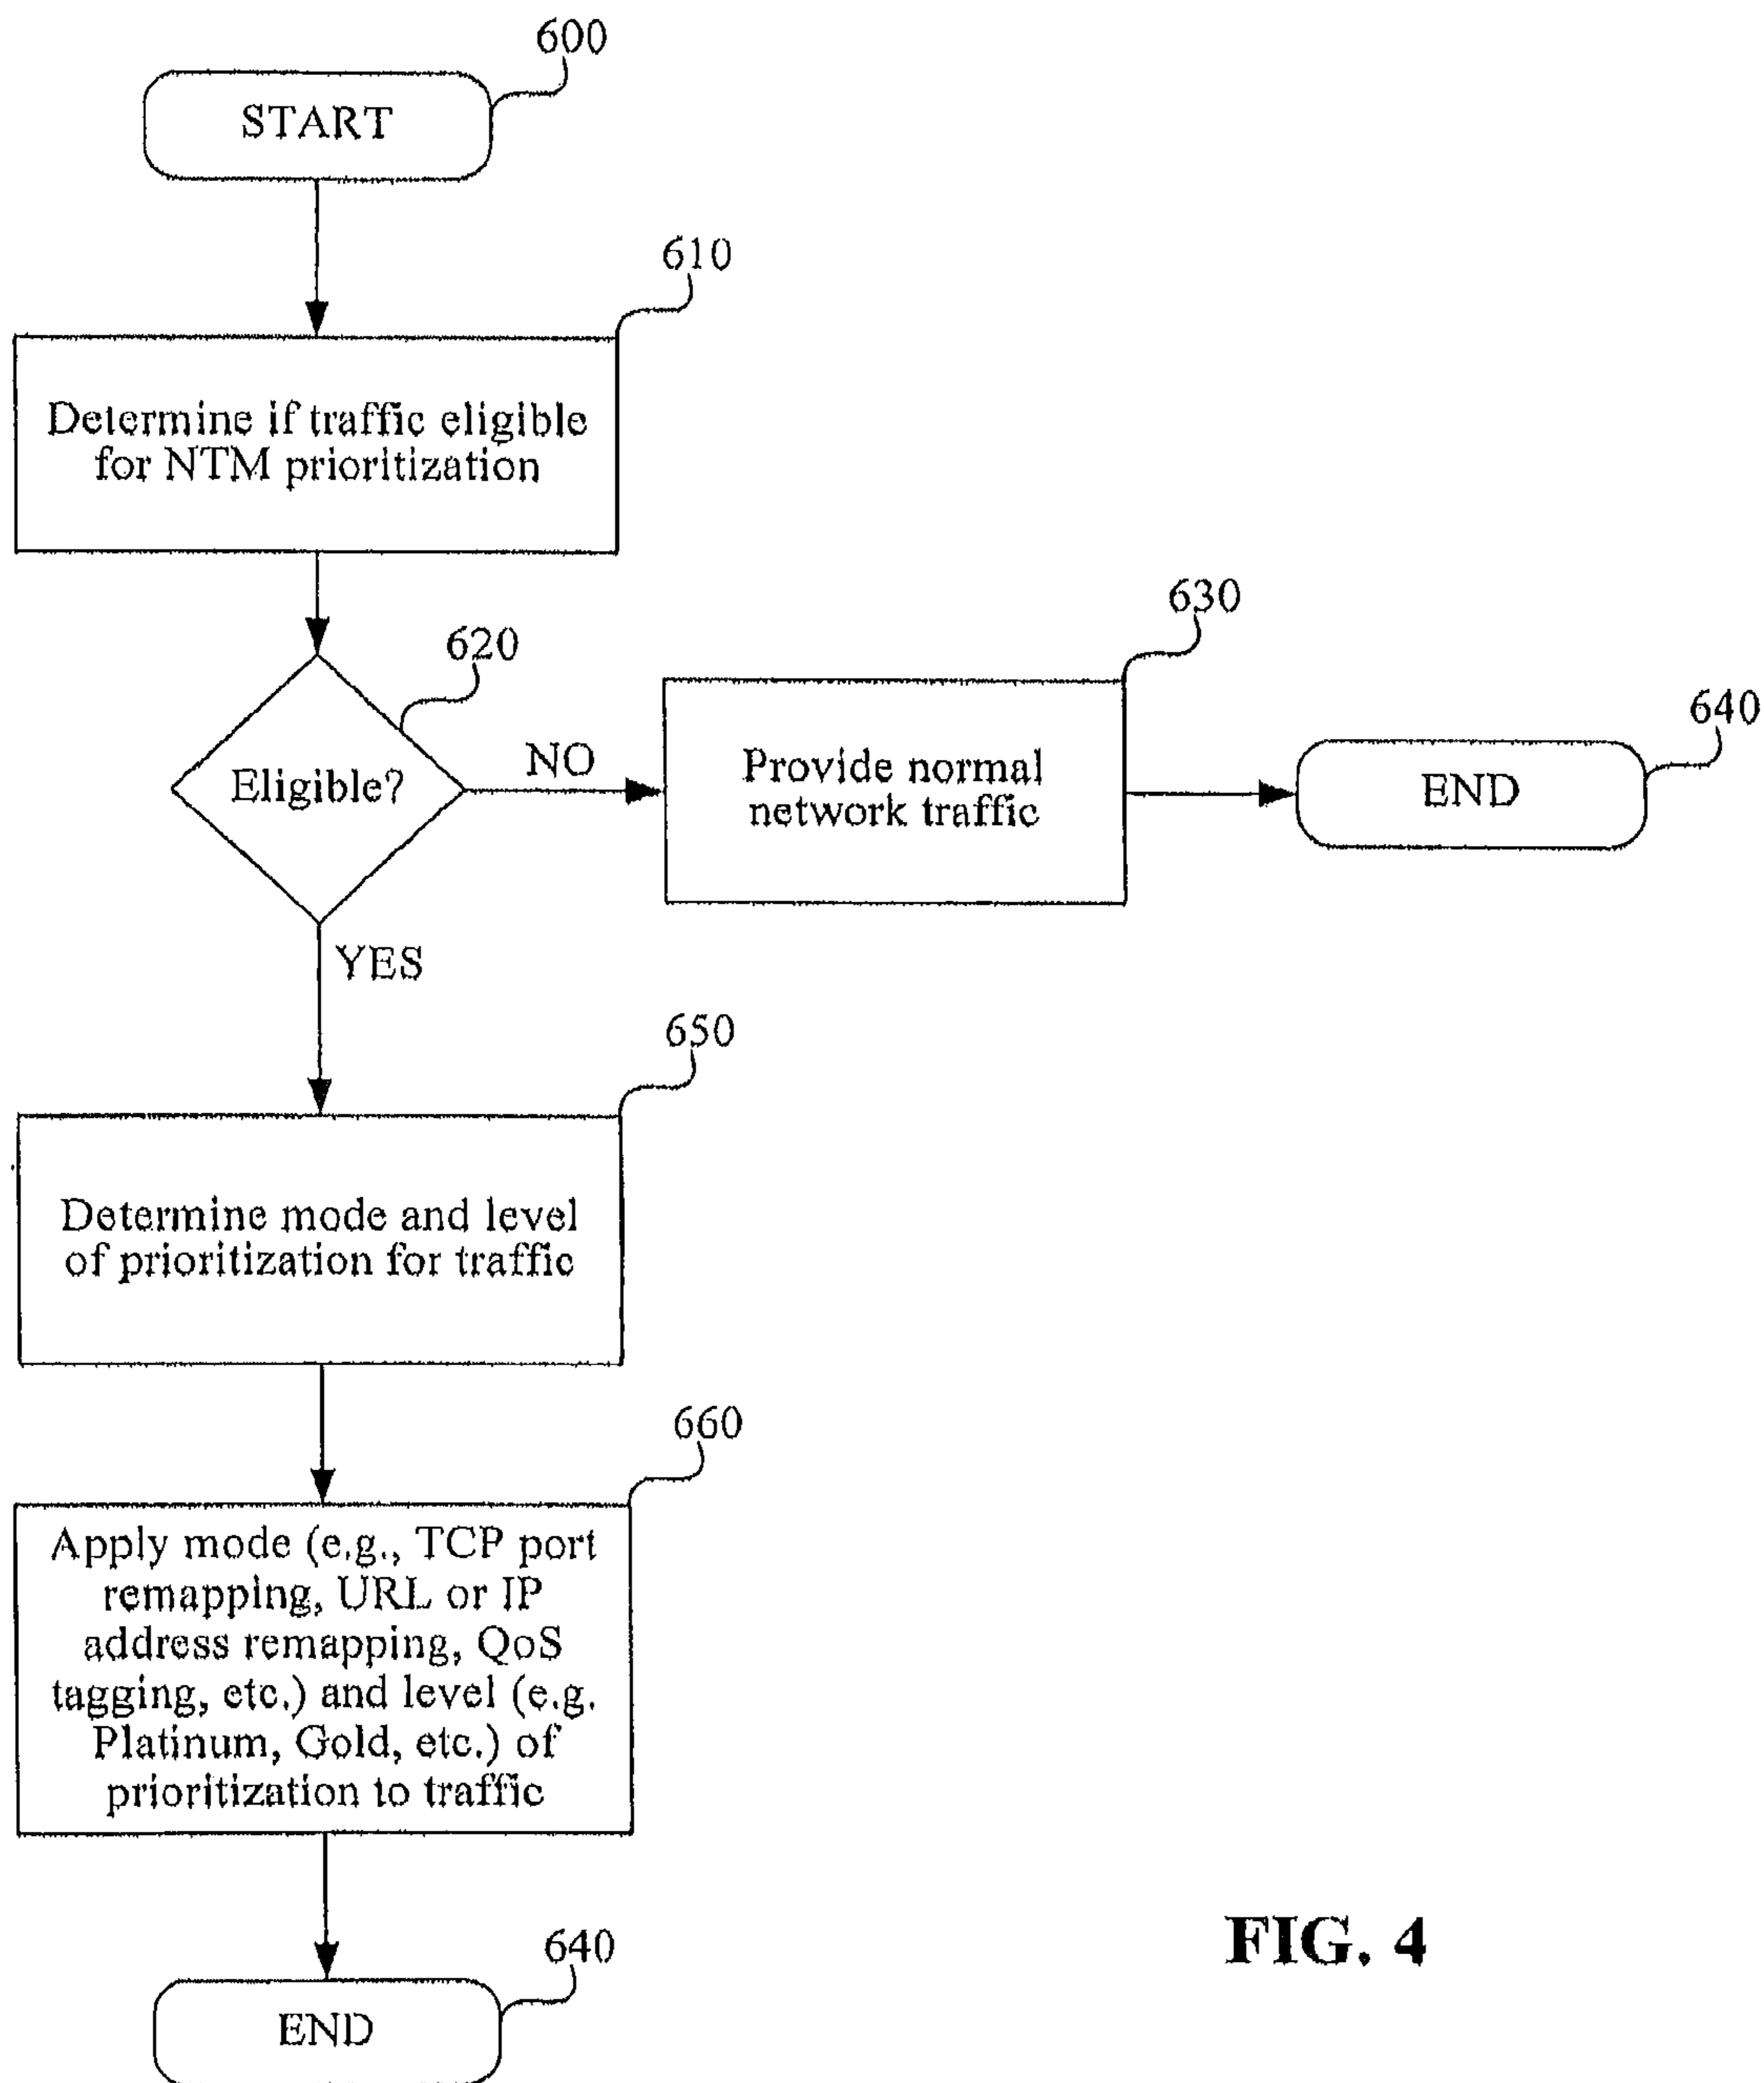 600
START
610
Determine if traffic eligible
for NTM prioritization
620
Eligible?
NO
630
Provide normal
network traffic
640
END
YES
650
Determine mode and level
of prioritization for traffic
660
Apply mode (e.g., TCP port
remapping, URL or IP
address remapping, QoS
tagging, etc.) and level (e.g.
Platinum, Gold, etc.) of
prioritization to traffic
640
END
FIG. 4